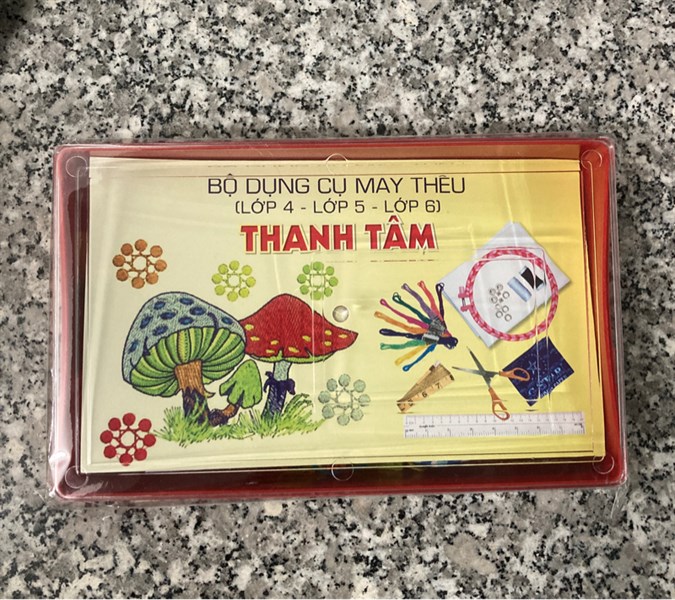 BỘ DỤNG CỤ MAY THÊU
(LỚP 4 - LỚP 5 - LỚP 6)
THANH TÂM